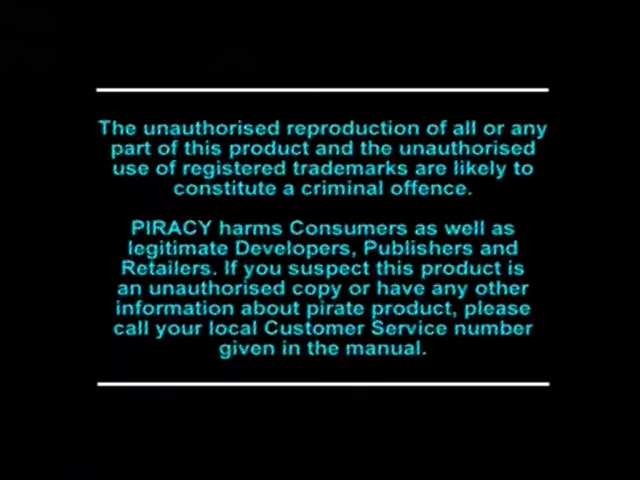 The unauthorised reproduction of all or any
part of this product and the unauthorised
use of registered trademarks are likely to
constitute a criminal offence.
PIRACY harms Consumers as well as
legitimate Developers, Publishers and
Retailers. If you suspect this product is
an unauthorised copy or have any other
information about pirate product, please
call your local Customer Service number
given in the manual.